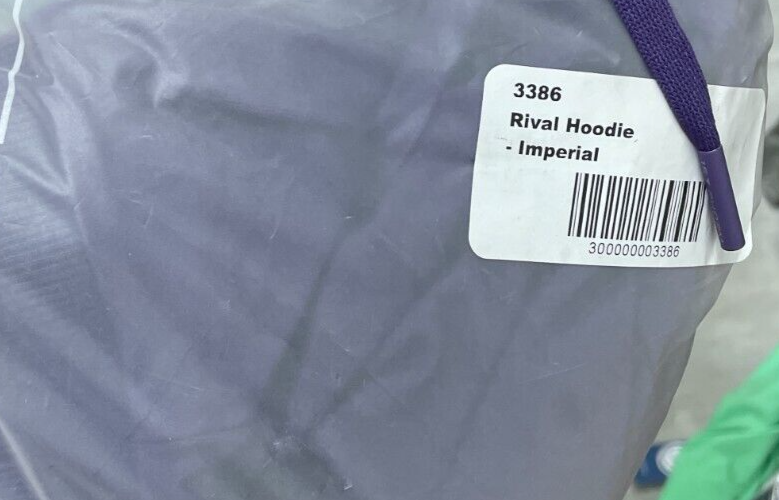 3386
Rival Hoodie
- Imperial
300000003386